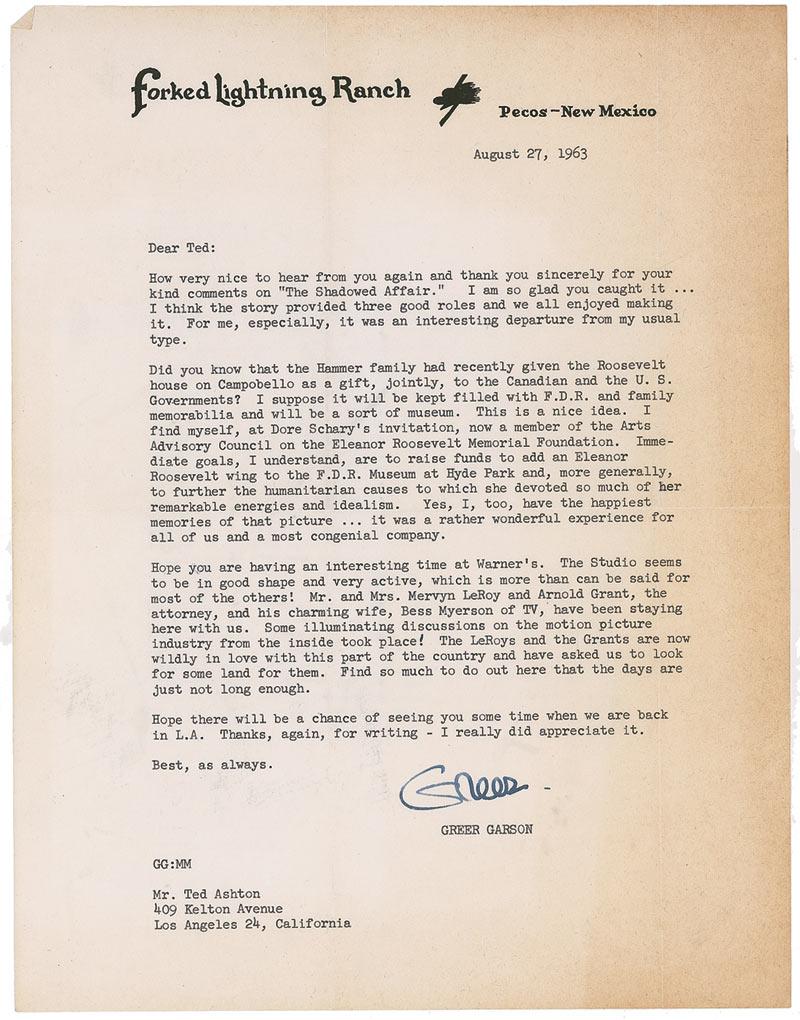 Forked Lightning Ranch
Pecos - New Mexico
August 27, 1963
Dear Ted:
How very nice to hear from you again and thank you sincerely for your
kind comments on "The Shadowed Affair." I am so glad you caught it ...
I think the story provided three good roles and we all enjoyed making
it. For me, especially, it was an interesting departure from my usual
type.
Did you know that the Hammer family had recently given the Roosevelt
house on Campobello as a gift, jointly, to the Canadian and the U. S.
Governments? I suppose it will be kept filled with F.D.R. and family
memorabilia and will be a sort of museum. This is a nice idea. I
find myself, at Dore Schary's invitation, now a member of the Arts
Advisory Council on the Eleanor Roosevelt Memorial Foundation. Imme-
diate goals, I understand, are to raise funds to add an Eleanor
Roosevelt wing to the F.D.R. Museum at Hyde Park and, more generally,
to further the humanitarian causes to which she devoted so much of her
remarkable energies and idealism. Yes, I, too, have the happiest
memories of that picture ... it was a rather wonderful experience for
all of us and a most congenial company.
Hope you are having an interesting time at Warner's. The Studio seems
to be in good shape and very active, which is more than can be said for
most of the others! Mr. and Mrs. Mervyn LeRoy and Arnold Grant, the
attorney, and his charming wife, Bess Myerson of TV, have been staying
here with us. Some illuminating discussions on the motion picture
industry from the inside took place! The LeRoys and the Grants are now
wildly in love with this part of the country and have asked us to look
for some land for them. Find so much to do out here that the days are
just not long enough.
Hope there will be a chance of seeing you some time when we are back
in L.A. Thanks, again, for writing - I really did appreciate it.
Best, as always.
Greer -
GREER GARSON
GG:MM
Mr. Ted Ashton
409 Kelton Avenue
Los Angeles 24, California